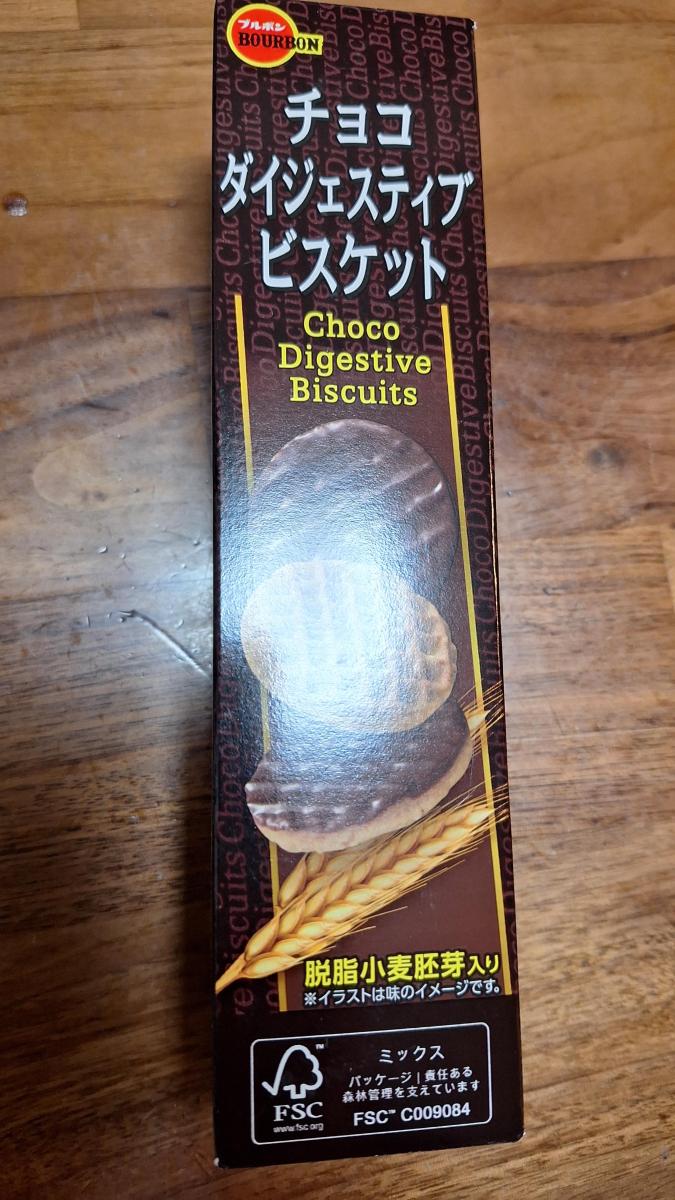 ブルボン
BOURBON
チョコ
ダイジェスティブ
ビスケット
Choco
Digestive
Biscuits
脱脂小麦胚芽入り
※イラストは味のイメージです。
FSC™
www.fsc.org
ミックス
パッケージ｜責任ある
森林管理を支えています
FSC™ C009084